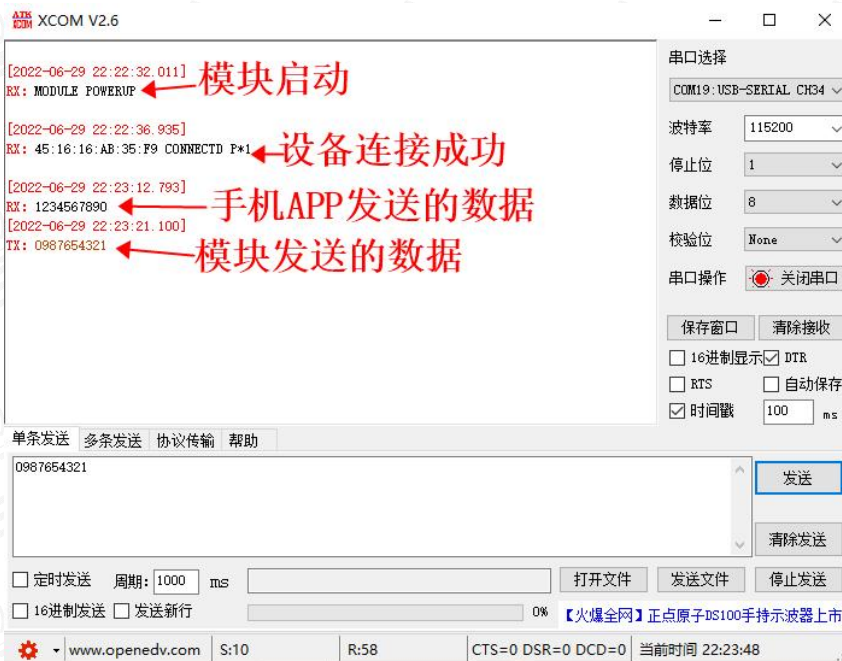 ATK XCOM XCOM V2.6
[2022-06-29 22:22:32.011]
RX: MODULE POWERUP 模块启动
[2022-06-29 22:22:36.935]
RX: 45:16:16:AB:35:F9 CONNECTD P*1 设备连接成功
[2022-06-29 22:23:12.793]
RX: 1234567890 手机APP发送的数据
[2022-06-29 22:23:21.100]
TX: 0987654321 模块发送的数据
串口选择
COM19:USB-SERIAL CH34
波特率 115200
停止位 1
数据位 8
校验位 None
串口操作 关闭串口
保存窗口 清除接收
16进制显示 DTR
RTS 自动保存
时间戳 100 ms
单条发送 多条发送 协议传输 帮助
0987654321
发送
清除发送
定时发送 周期: 1000 ms 打开文件 发送文件 停止发送
16进制发送 发送新行 0% 【火爆全网】正点原子DS100手持示波器上市
www.openedv.com S:10 R:58 CTS=0 DSR=0 DCD=0 当前时间 22:23:48